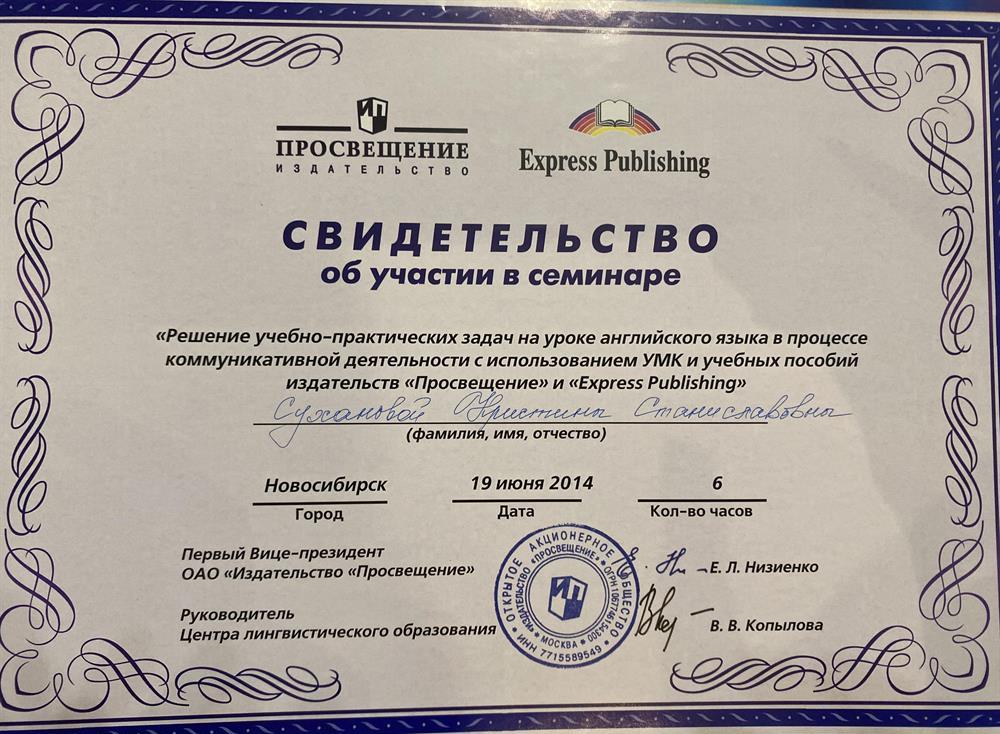 ИП
ПРОСВЕЩЕНИЕ
ИЗДАТЕЛЬСТВО
Express Publishing
СВИДЕТЕЛЬСТВО
об участии в семинаре
«Решение учебно-практических задач на уроке английского языка в процессе
коммуникативной деятельности с использованием УМК и учебных пособий
издательств «Просвещение» и «Express Publishing»
Сухановой Кристины Станиславовны
(фамилия, имя, отчество)
Новосибирск 19 июня 2014 6
Город Дата Кол-во часов
Первый Вице-президент
ОАО «Издательство «Просвещение» Е. Л. Низиенко
Руководитель
Центра лингвистического образования В. В. Копылова
ОТКРЫТОЕ АКЦИОНЕРНОЕ ОБЩЕСТВО
ИНН 7715589549
«ИЗДАТЕЛЬСТВО «ПРОСВЕЩЕНИЕ»
МОСКВА
ИП